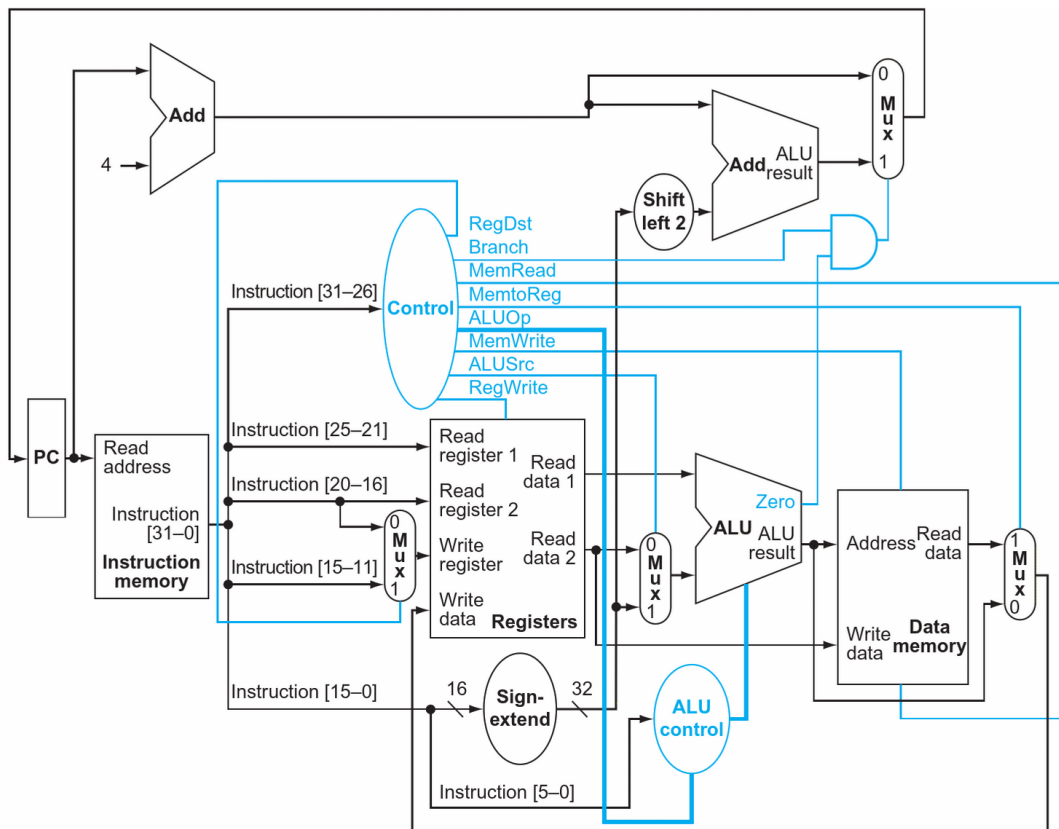 0
Mux
1
Add
4
Add
ALU
result
Shift
left 2
RegDst
Branch
MemRead
MemtoReg
ALUOp
MemWrite
ALUSrc
RegWrite
Control
Instruction [31–26]
Instruction [25–21]
Instruction [20–16]
Instruction [15–11]
Instruction [15–0]
Instruction [5–0]
PC
Read
address
Instruction
[31–0]
Instruction
memory
0
Mux
1
Read
register 1
Read
register 2
Write
register
Write
data
Read
data 1
Read
data 2
Registers
0
Mux
1
Zero
ALU
ALU
result
Address
Read
data
Write
data
Data
memory
1
Mux
0
16
Sign-
extend
32
ALU
control